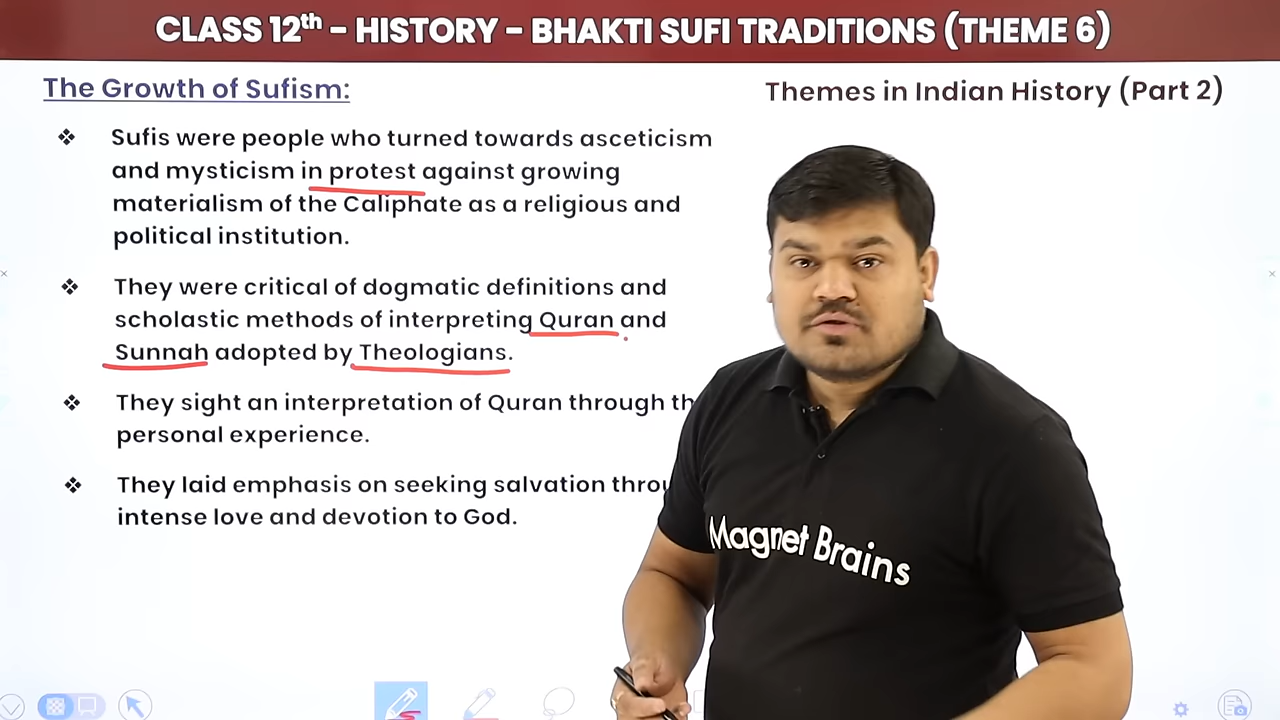 CLASS 12th – HISTORY – BHAKTI SUFI TRADITIONS (THEME 6)
The Growth of Sufism:
Themes in Indian History (Part 2)
❖ Sufis were people who turned towards asceticism
and mysticism in protest against growing
materialism of the Caliphate as a religious and
political institution.
❖ They were critical of dogmatic definitions and
scholastic methods of interpreting Quran and
Sunnah adopted by Theologians.
❖ They sight an interpretation of Quran through
personal experience.
❖ They laid emphasis on seeking salvation
intense love and devotion to God.
Magnet Brains